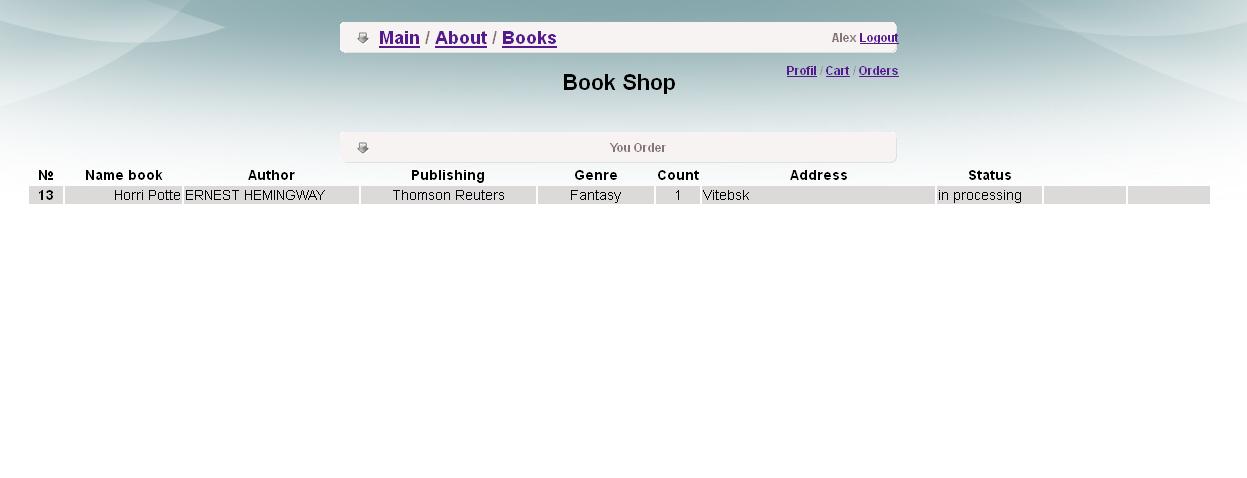 Main / About / Books Alex Logout
Profil / Cart / Orders
Book Shop
You Order
№ Name book Author Publishing Genre Count Address Status
13 Horri Potte ERNEST HEMINGWAY Thomson Reuters Fantasy 1 Vitebsk in processing